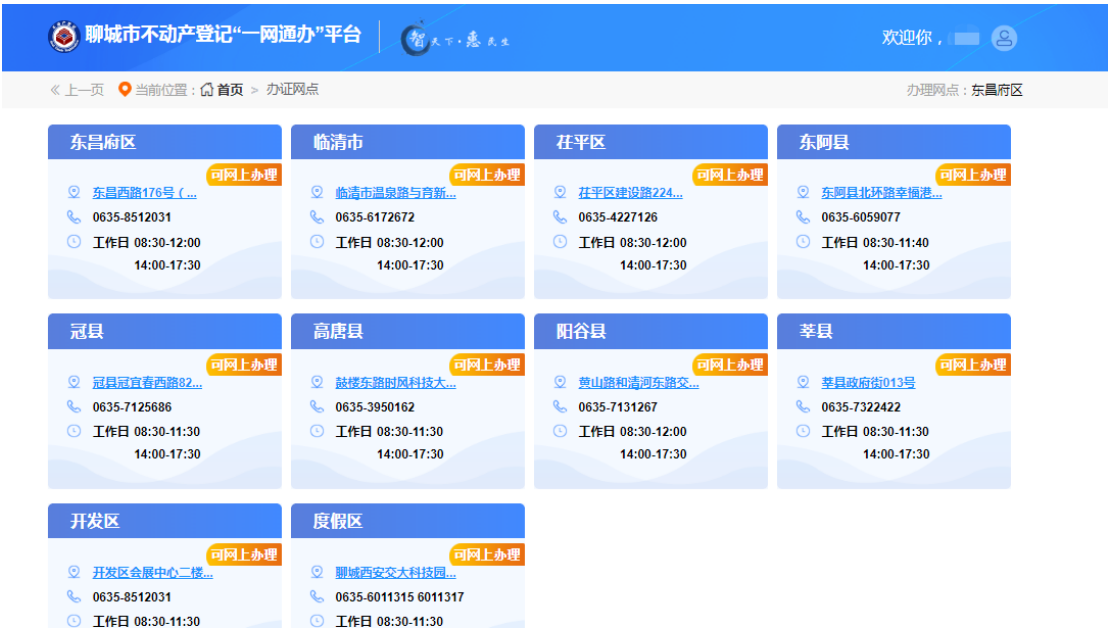 聊城市不动产登记“一网通办”平台
智天下·惠民生
欢迎你，
《 上一页 当前位置：首页 > 办证网点
办理网点：东昌府区
东昌府区
可网上办理
东昌西路176号（...
0635-8512031
工作日 08:30-12:00
14:00-17:30
临清市
可网上办理
临清市温泉路与育新...
0635-6172672
工作日 08:30-12:00
14:00-17:30
茌平区
可网上办理
茌平区建设路224...
0635-4227126
工作日 08:30-12:00
14:00-17:30
东阿县
可网上办理
东阿县北环路幸福港...
0635-6059077
工作日 08:30-11:40
14:00-17:30
冠县
可网上办理
冠县冠宜春西路82...
0635-7125686
工作日 08:30-11:30
14:00-17:30
高唐县
可网上办理
鼓楼东路时风科技大...
0635-3950162
工作日 08:30-11:30
14:00-17:30
阳谷县
可网上办理
黄山路和清河东路交...
0635-7131267
工作日 08:30-12:00
14:00-17:30
莘县
可网上办理
莘县政府街013号
0635-7322422
工作日 08:30-11:30
14:00-17:30
开发区
可网上办理
开发区会展中心二楼...
0635-8512031
工作日 08:30-11:30
度假区
可网上办理
聊城西安交大科技园...
0635-6011315 6011317
工作日 08:30-11:30